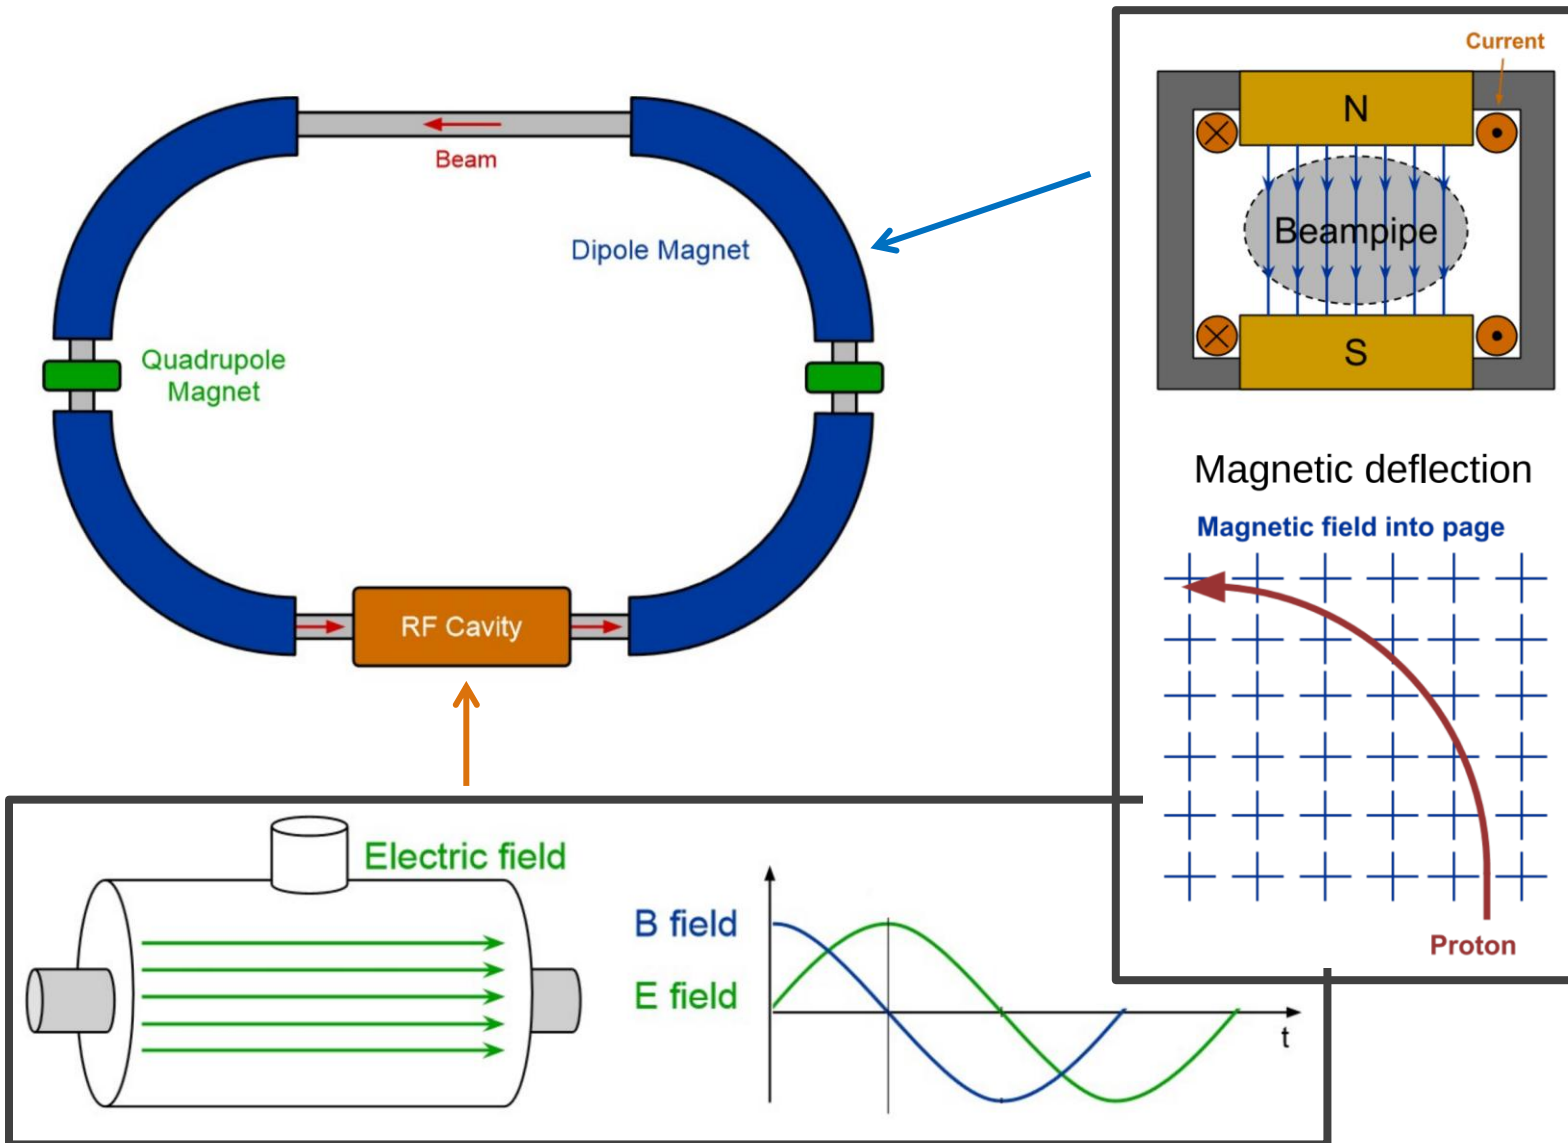 Beam
Dipole Magnet
Quadrupole
Magnet
RF Cavity
Current
N
Beampipe
S
Magnetic deflection
Magnetic field into page
Proton
Electric field
B field
E field
t